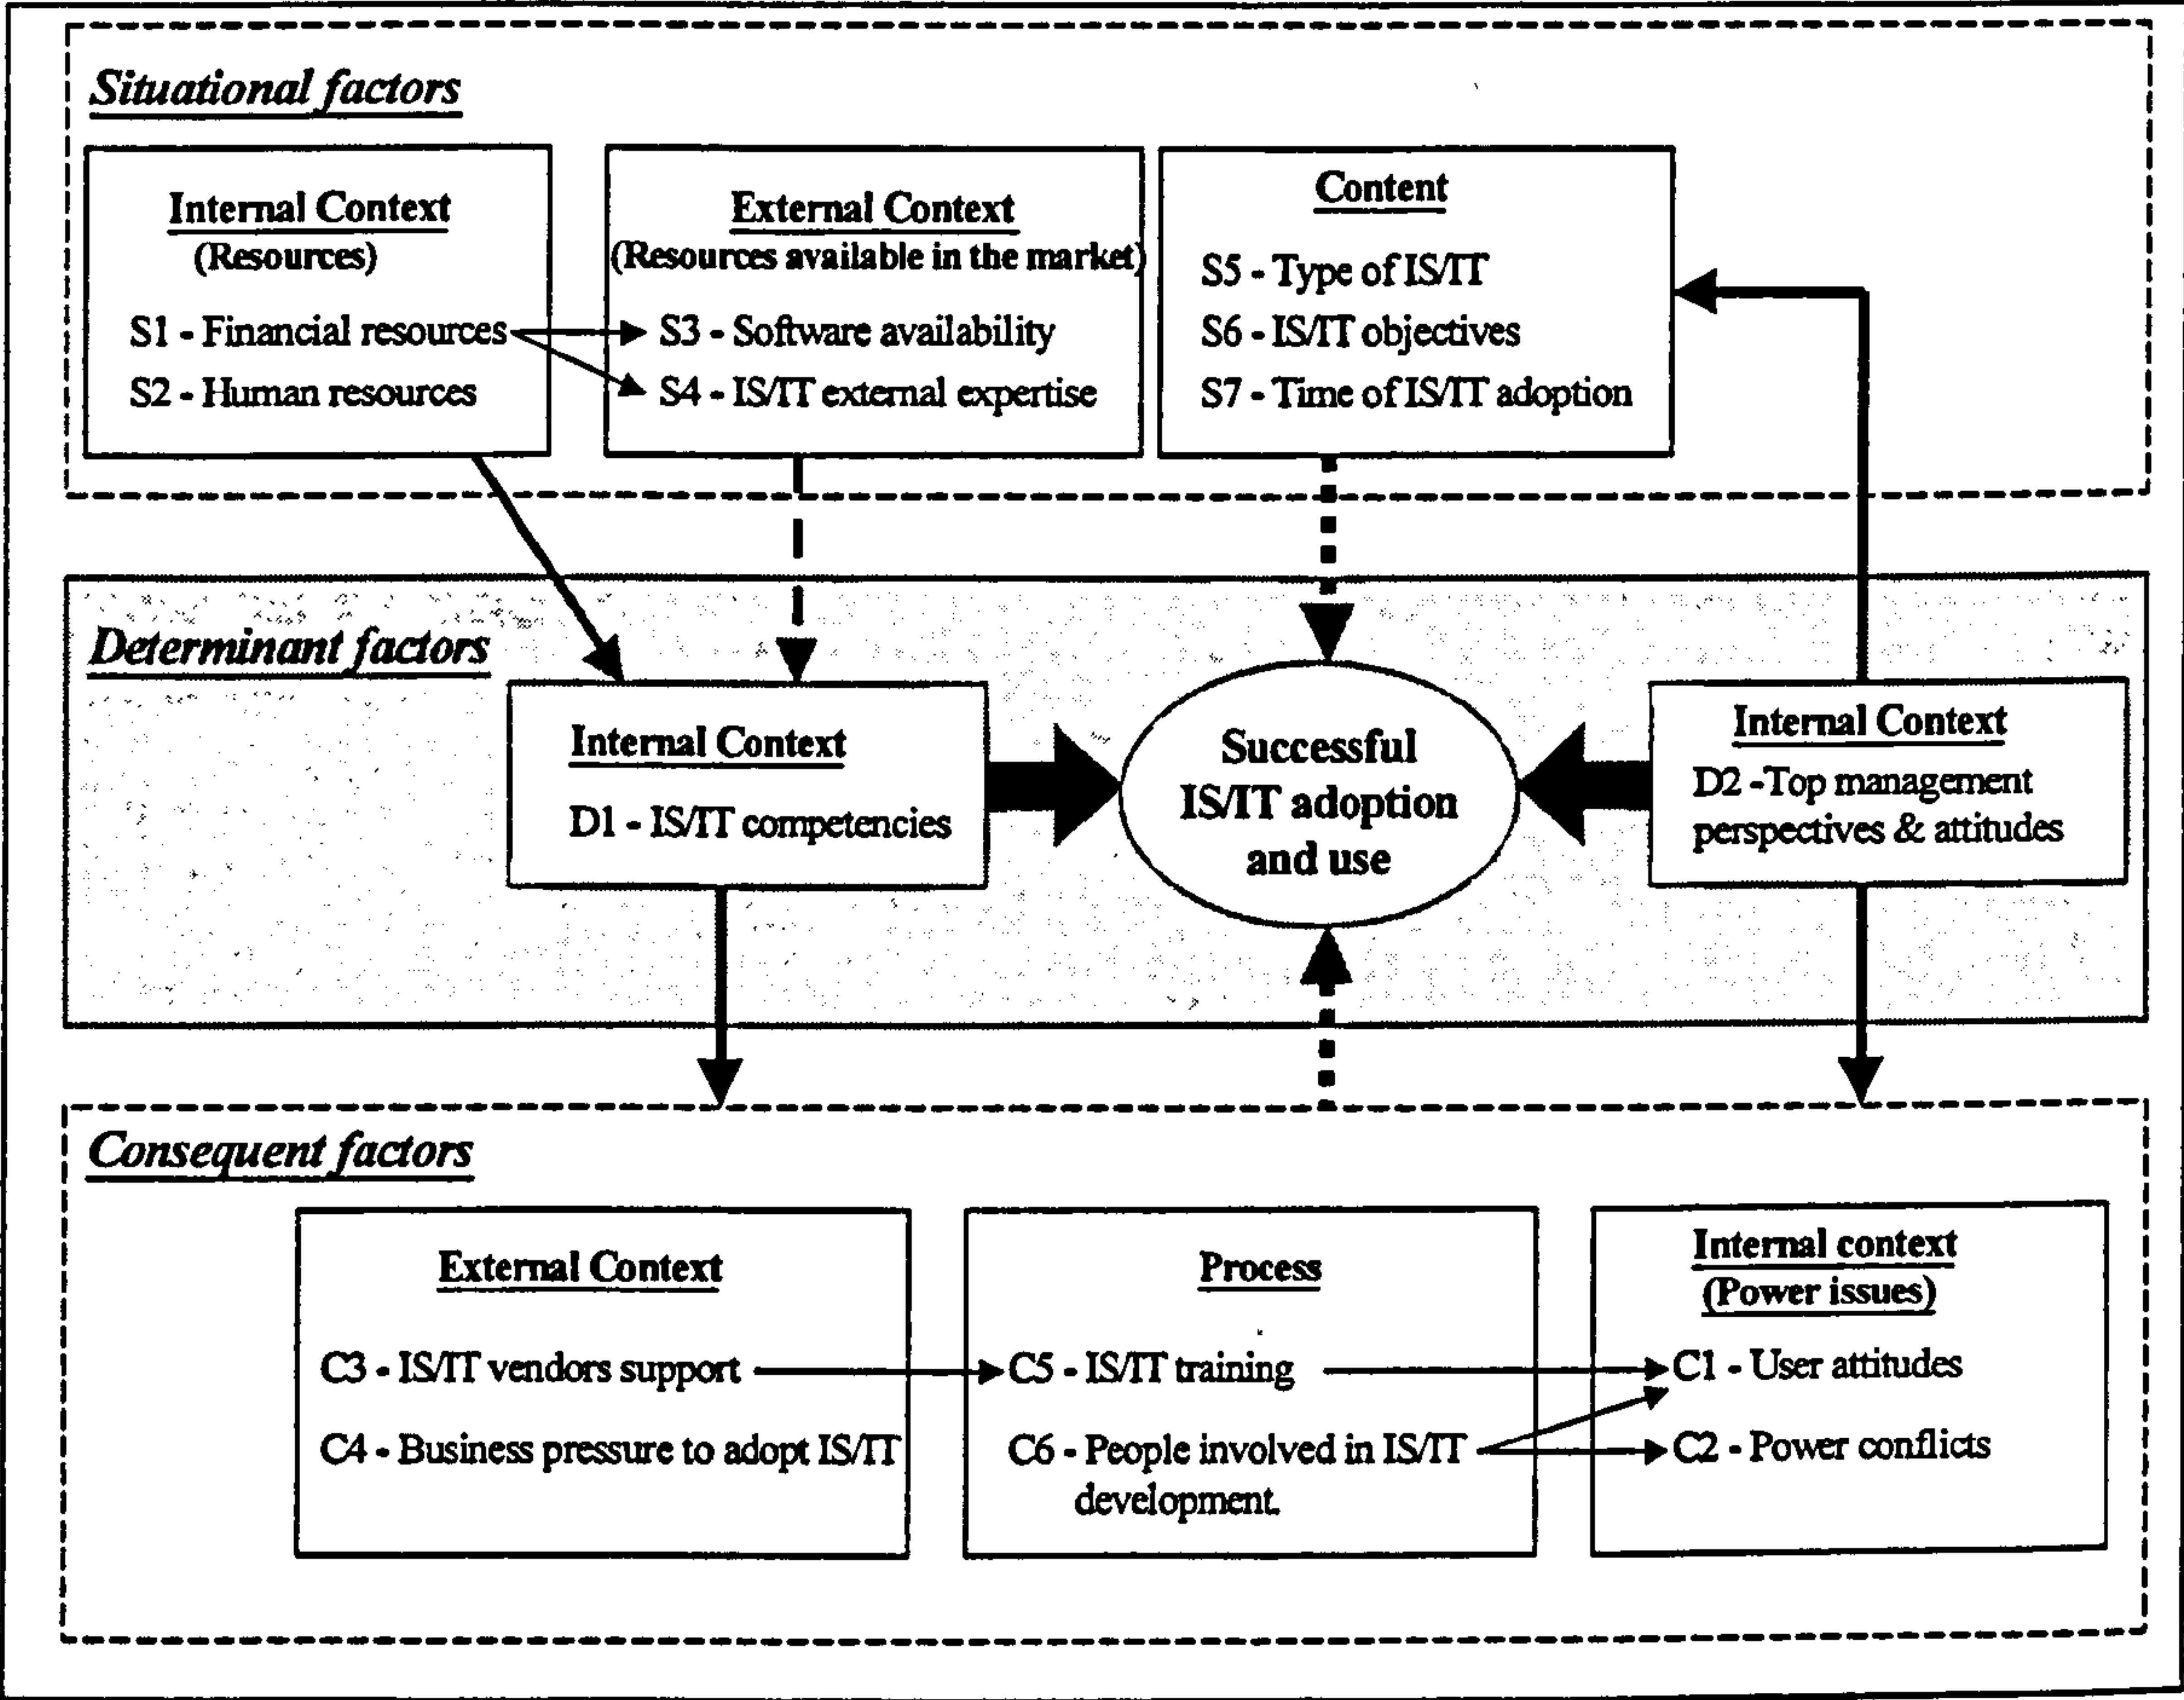 Situational factors
Internal Context
(Resources)
S1 - Financial resources
S2 - Human resources
External Context
(Resources available in the market)
S3 - Software availability
S4 - IS/IT external expertise
Content
S5 - Type of IS/IT
S6 - IS/IT objectives
S7 - Time of IS/IT adoption
Determinant factors
Internal Context
D1 - IS/IT competencies
Successful
IS/IT adoption
and use
Internal Context
D2 -Top management
perspectives & attitudes
Consequent factors
External Context
C3 - IS/IT vendors support
C4 - Business pressure to adopt IS/IT
Process
C5 - IS/IT training
C6 - People involved in IS/IT
development.
Internal context
(Power issues)
C1 - User attitudes
C2 - Power conflicts